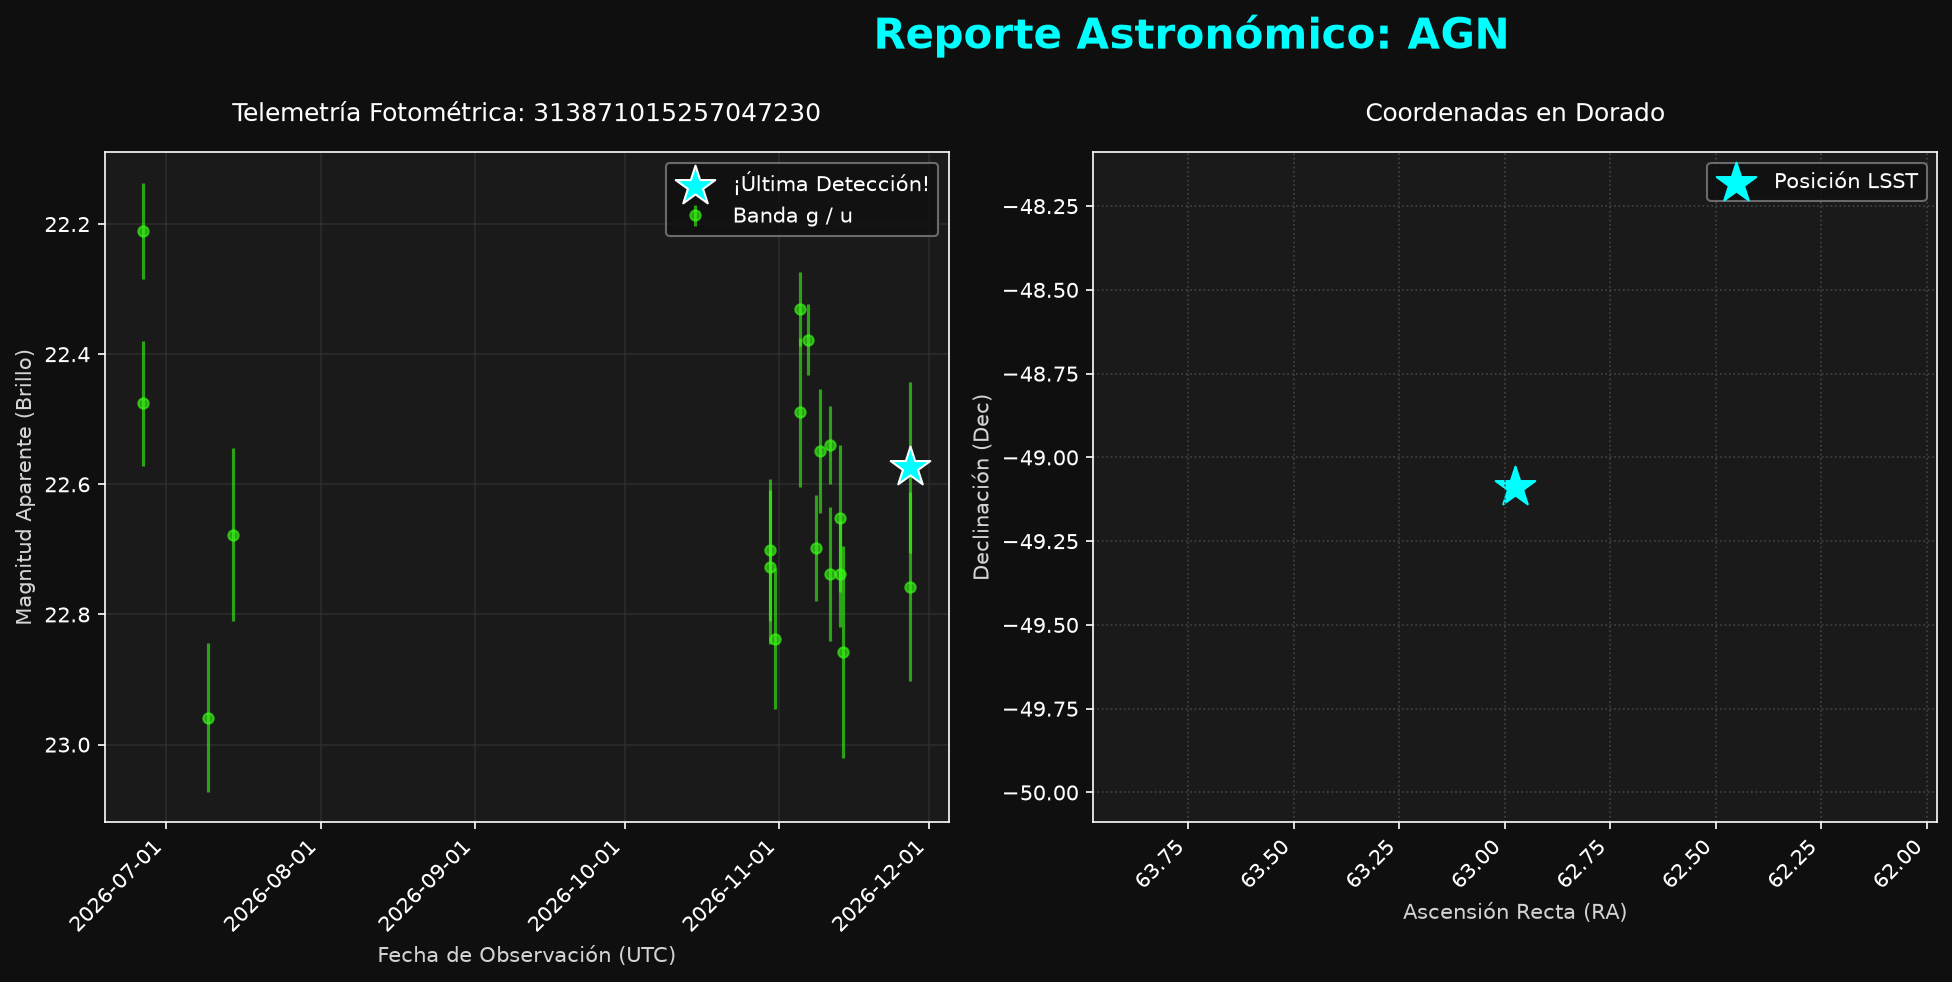 Reporte Astronómico: AGN
Telemetría Fotométrica: 313871015257047230
¡Última Detección!
Banda g / u
Magnitud Aparente (Brillo)
22.2
22.4
22.6
22.8
23.0
2026-07-01
2026-08-01
2026-09-01
2026-10-01
2026-11-01
2026-12-01
Fecha de Observación (UTC)
Coordenadas en Dorado
Posición LSST
Declinación (Dec)
−48.25
−48.50
−48.75
−49.00
−49.25
−49.50
−49.75
−50.00
63.75
63.50
63.25
63.00
62.75
62.50
62.25
62.00
Ascensión Recta (RA)